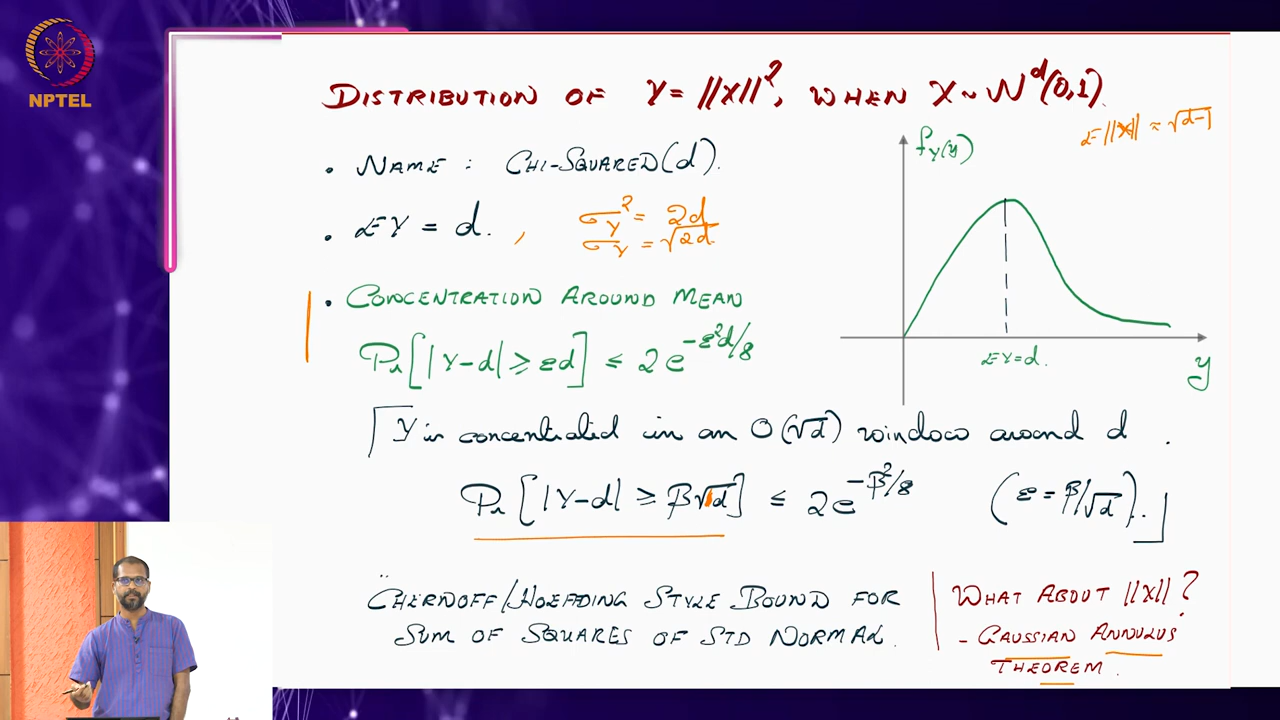 NPTEL
DISTRIBUTION OF Y = ||X||², WHEN X ~ N^d(0,1).
E||X|| ≈ √d-1
• NAME : CHI-SQUARED(d).
f_Y(y)
• EY = d. , σ_Y² = 2d
σ_Y = √2d
• CONCENTRATION AROUND MEAN
Pr[|Y-d| ≥ εd] ≤ 2e^{-ε²d/8}
EY=d.
y
Y is concentrated in an O(√d) window around d .
Pr[|Y-d| ≥ β√d] ≤ 2e^{-β²/8} (ε = β/√d).
CHERNOFF/HOEFFDING STYLE BOUND FOR
SUM OF SQUARES OF STD NORMAL
WHAT ABOUT ||X|| ?
- GAUSSIAN ANNULUS
THEOREM .